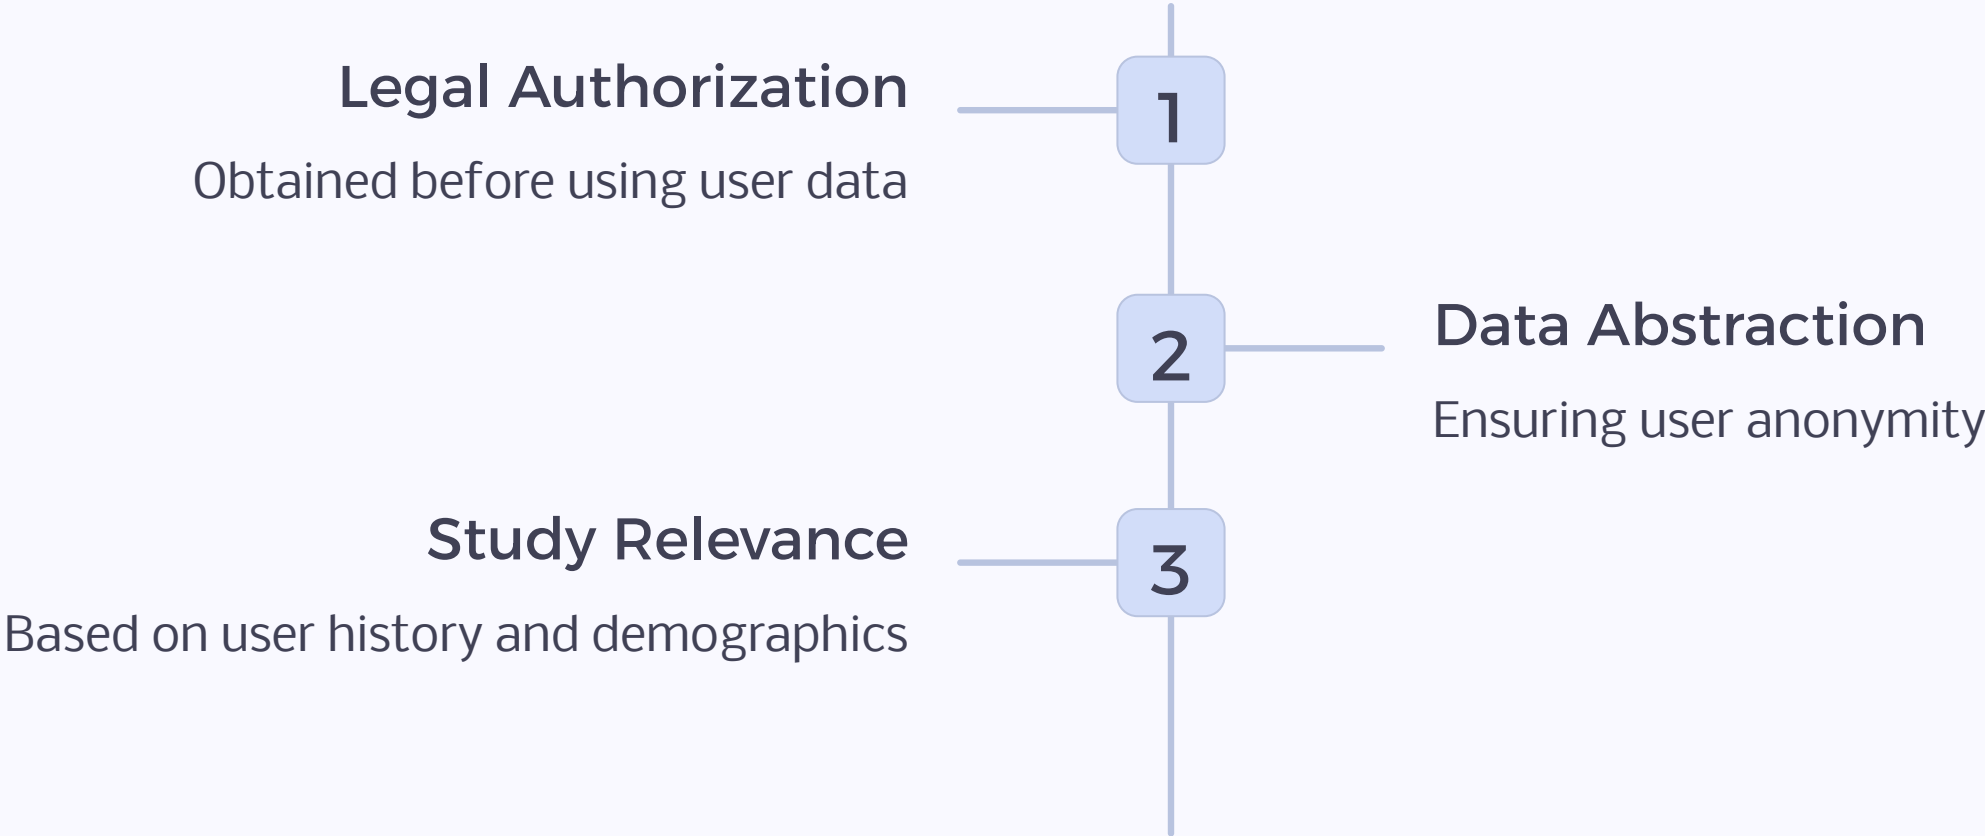 Legal Authorization
Obtained before using user data
1
2
Data Abstraction
Ensuring user anonymity
Study Relevance
Based on user history and demographics
3